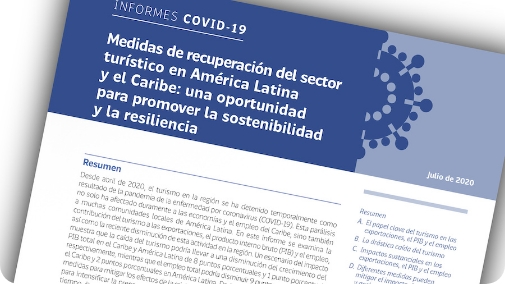 INFORMES COVID-19
Medidas de recuperación del sector
turístico en América Latina
y el Caribe: una oportunidad
para promover la sostenibilidad
y la resiliencia
julio de 2020
Resumen
Desde abril de 2020, el turismo en la región se ha detenido temporalmente como
resultado de la pandemia de la enfermedad por coronavirus (COVID-19). Esta parálisis
no solo ha afectado duramente a las economías y el empleo del Caribe, sino también
a muchas comunidades locales de América Latina. En este informe se examina la
contribución del turismo a las exportaciones, el producto interno bruto (PIB) y el empleo,
así como la reciente disminución de esta actividad en la región. Un escenario del impacto
muestra que la caída del turismo podría llevar a una disminución del crecimiento del
PIB total en el Caribe y América Latina de 8 puntos porcentuales y 1 punto porcentual,
respectivamente, mientras que el empleo total podría disminuir 9 puntos porcentuales en
el Caribe y 2 puntos porcentuales en América Latina.
medidas para mitigar los efectos de la
para intensificar la
tiempo.
Resumen
A. El papel clave del turismo en las
exportaciones, el PIB y el empleo
B. La drástica caída del turismo
C. Impactos sustanciales en las
exportaciones, el PIB y el empleo
D. Diferentes medidas pueden
mitigar el impacto